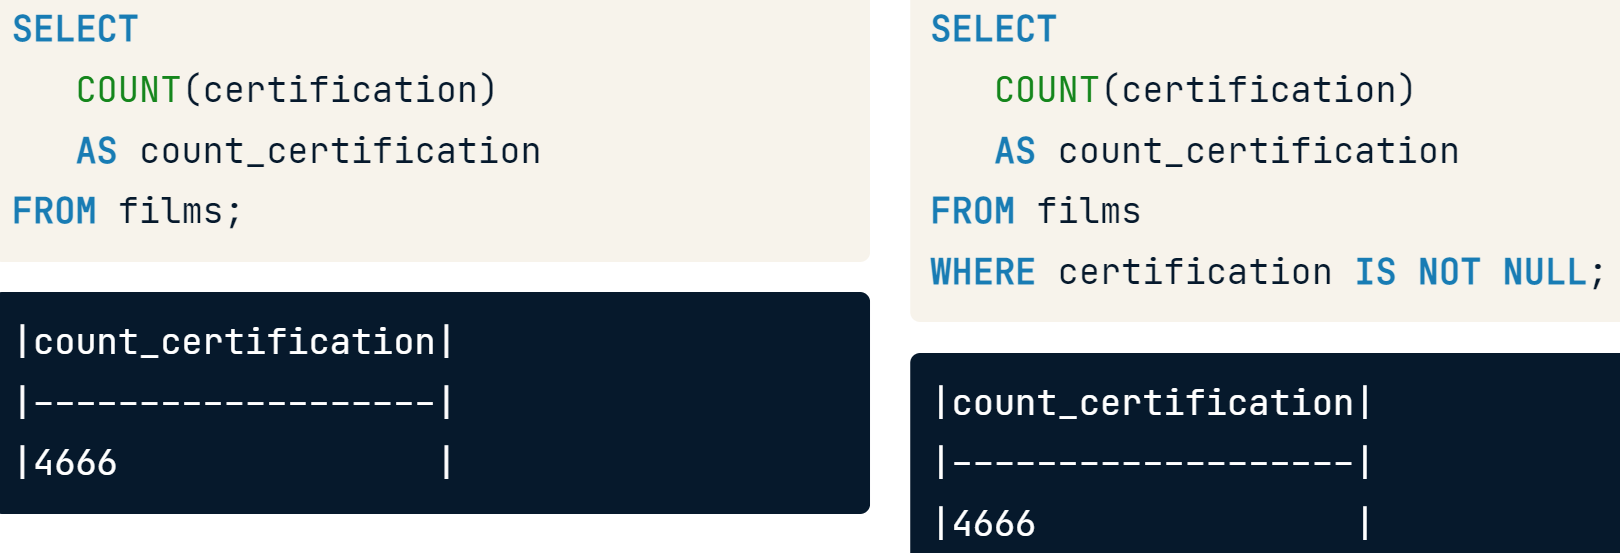 SELECT
COUNT(certification)
AS count_certification
FROM films;
|count_certification|
|-------------------|
|4666               |
SELECT
COUNT(certification)
AS count_certification
FROM films
WHERE certification IS NOT NULL;
|count_certification|
|-------------------|
|4666               |